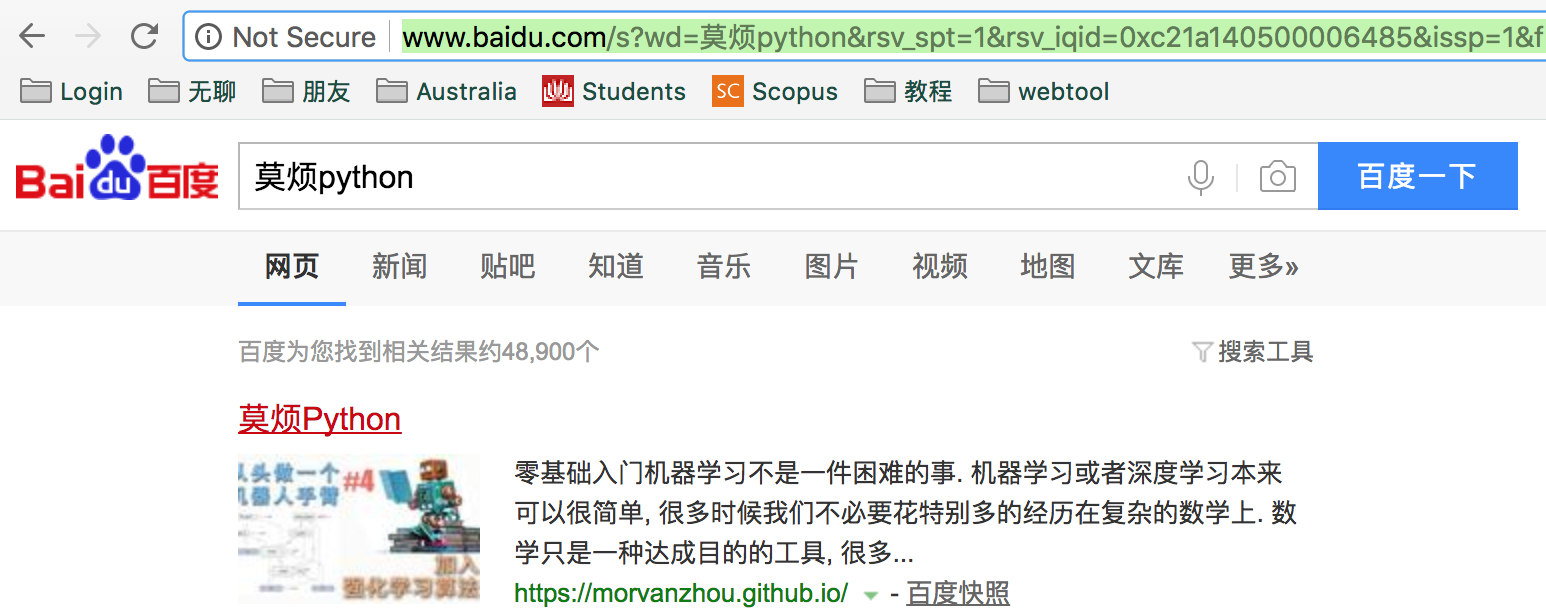 Not Secure www.baidu.com/s?wd=莫烦python&rsv_spt=1&rsv_iqid=0xc21a140500006485&issp=1&f
Login 无聊 朋友 Australia Students SC Scopus 教程 webtool
Bai du 百度 莫烦python 百度一下
网页 新闻 贴吧 知道 音乐 图片 视频 地图 文库 更多»
百度为您找到相关结果约48,900个 搜索工具
莫烦Python
从头做一个
机器人手臂 #4
加入
强化学习算法
零基础入门机器学习不是一件困难的事. 机器学习或者深度学习本来
可以很简单, 很多时候我们不必要花特别多的经历在复杂的数学上. 数
学只是一种达成目的的工具, 很多...
https://morvanzhou.github.io/ - 百度快照